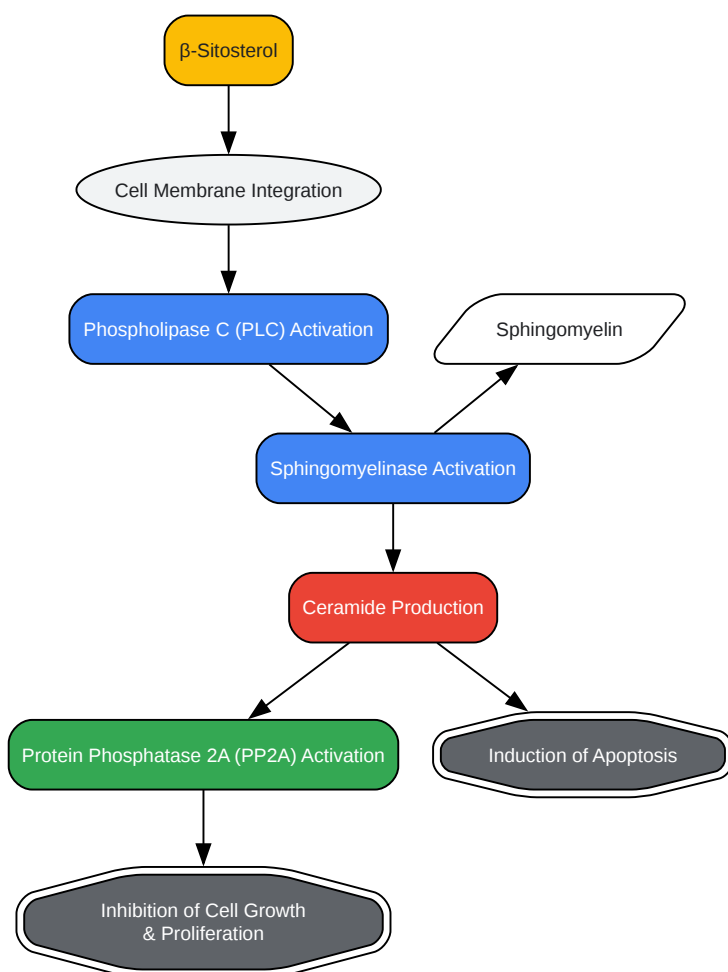 β-Sitosterol
Cell Membrane Integration
Phospholipase C (PLC) Activation
Sphingomyelin
Sphingomyelinase Activation
Ceramide Production
Protein Phosphatase 2A (PP2A) Activation
Induction of Apoptosis
Inhibition of Cell Growth
& Proliferation